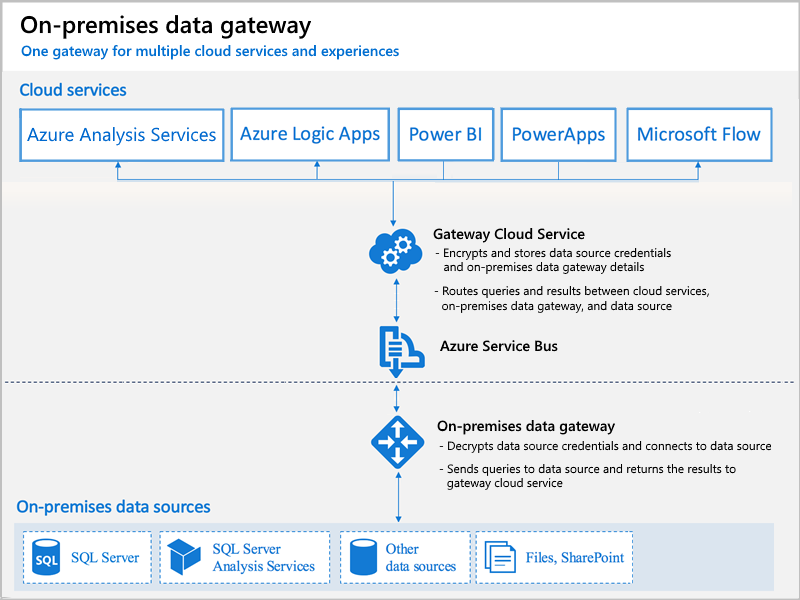 On-premises data gateway
One gateway for multiple cloud services and experiences
Cloud services
Azure Analysis Services
Azure Logic Apps
Power BI
PowerApps
Microsoft Flow
Gateway Cloud Service
- Encrypts and stores data source credentials
and on-premises data gateway details
- Routes queries and results between cloud services,
on-premises data gateway, and data source
Azure Service Bus
On-premises data gateway
- Decrypts data source credentials and connects to data source
- Sends queries to data source and returns the results to
gateway cloud service
On-premises data sources
SQL
SQL Server
SQL Server
Analysis Services
Other
data sources
Files, SharePoint